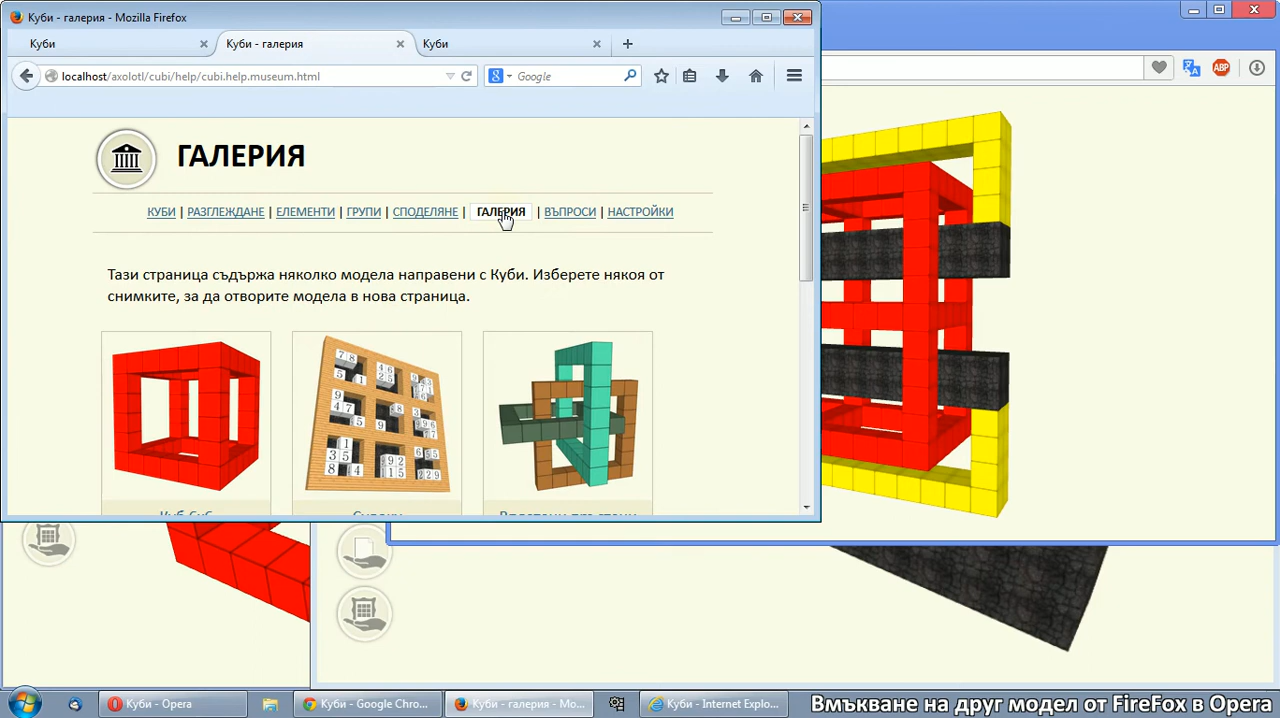 Куби - галерия - Mozilla Firefox
Куби
Куби - галерия
Куби
localhost/axolotl/cubi/help/cubi.help.museum.html
Google
ABP
ГАЛЕРИЯ
КУБИ | РАЗГЛЕЖДАНЕ | ЕЛЕМЕНТИ | ГРУПИ | СПОДЕЛЯНЕ | ГАЛЕРИЯ | ВЪПРОСИ | НАСТРОЙКИ
Тази страница съдържа няколко модела направени с Куби. Изберете някоя от
снимките, за да отворите модела в нова страница.
Куби - Opera
Куби - Google Chro...
Куби - галерия - Mo...
Куби - Internet Explo...
Вмъкване на друг модел от FireFox в Opera